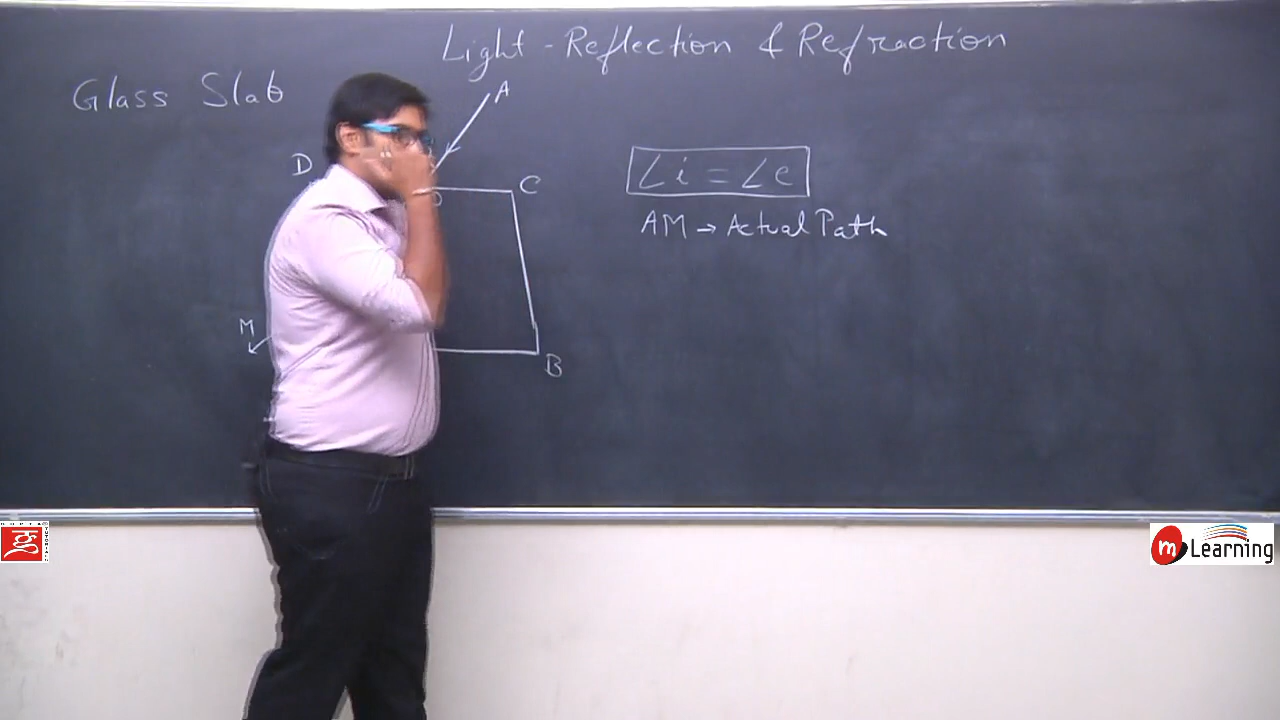 Light - Reflection & Refraction
Glass Slab
A
D
C
∠i = ∠e
AM → Actual Path
M
B
m Learning